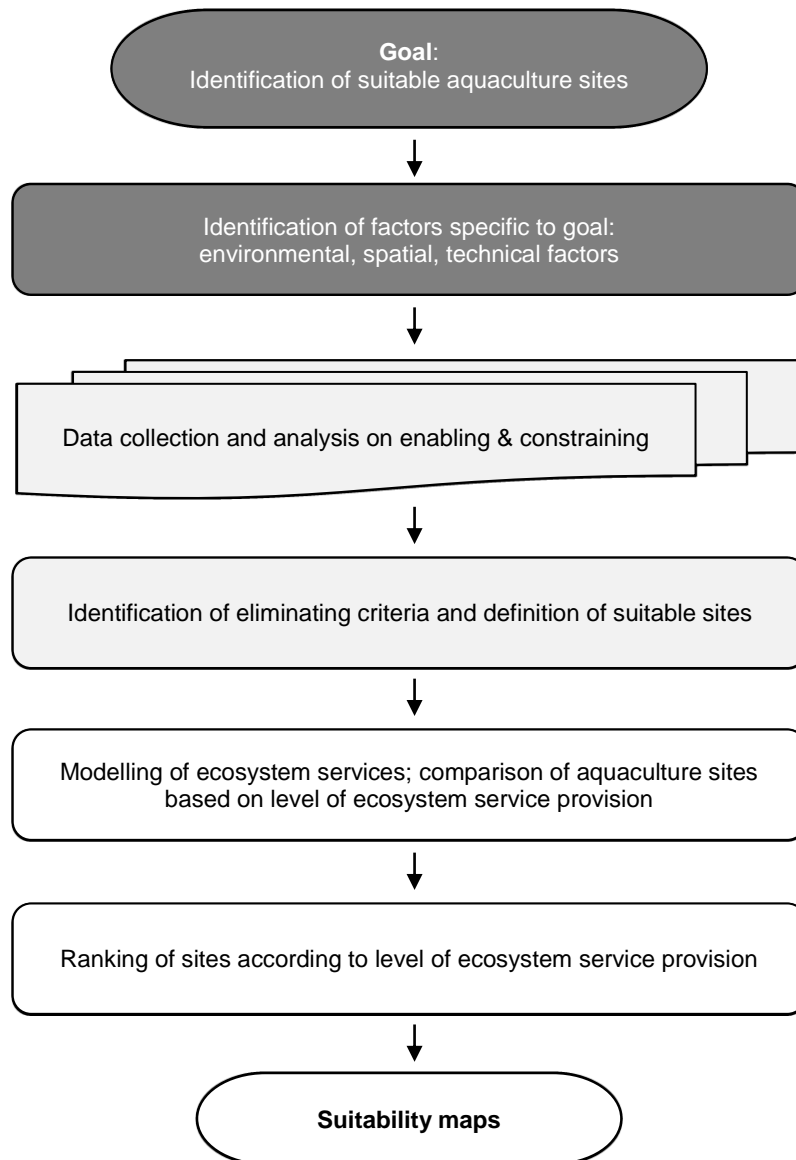 Goal:
Identification of suitable aquaculture sites
Identification of factors specific to goal:
environmental, spatial, technical factors
Data collection and analysis on enabling & constraining
Identification of eliminating criteria and definition of suitable sites
Modelling of ecosystem services; comparison of aquaculture sites
based on level of ecosystem service provision
Ranking of sites according to level of ecosystem service provision
Suitability maps